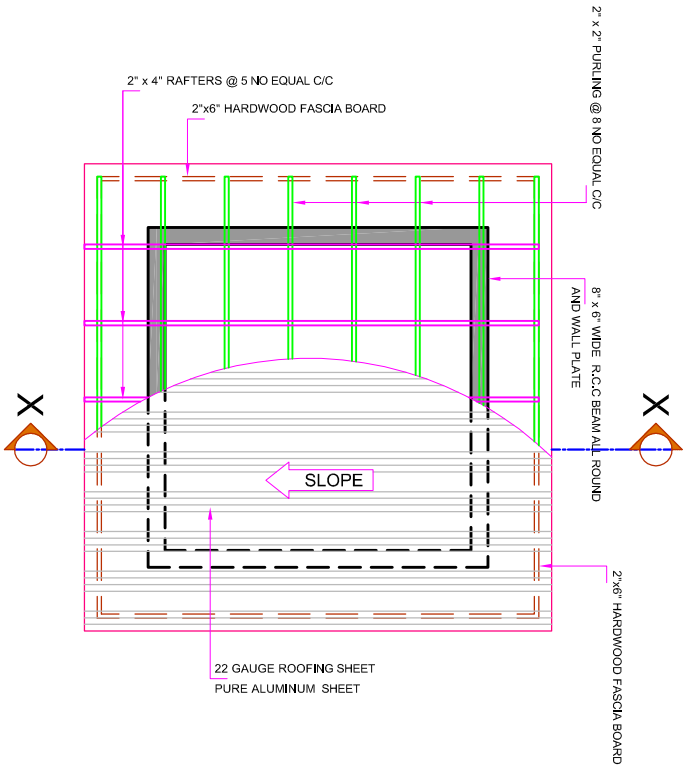 2" x 4" RAFTERS @ 5 NO EQUAL C/C
2"x6" HARDWOOD FASCIA BOARD
2" x 2" PURLING @ 8 NO EQUAL C/C
8" x 6" WIDE R.C.C BEAM ALL ROUND
AND WALL PLATE
X
X
SLOPE
2"x6" HARDWOOD FASCIA BOARD
22 GAUGE ROOFING SHEET
PURE ALUMINUM SHEET